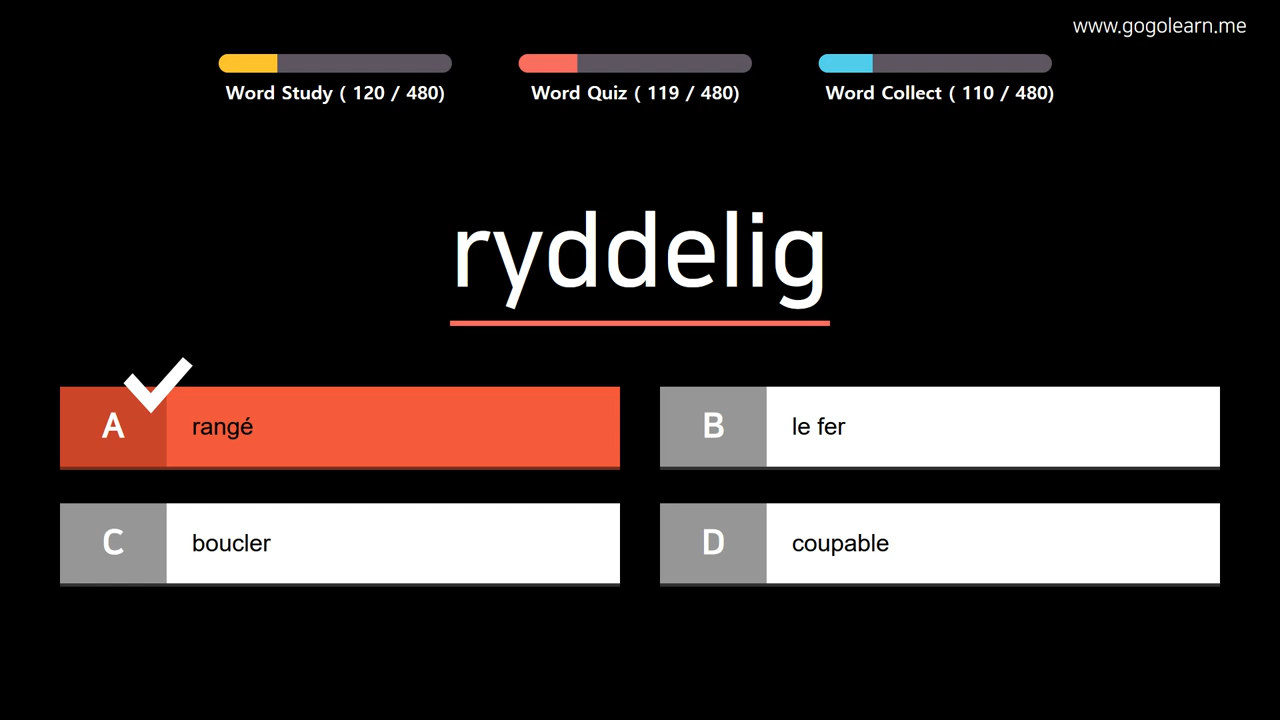 www.gogolearn.me
Word Study ( 120 / 480)
Word Quiz ( 119 / 480)
Word Collect ( 110 / 480)
ryddelig
A rangé
B le fer
C boucler
D coupable